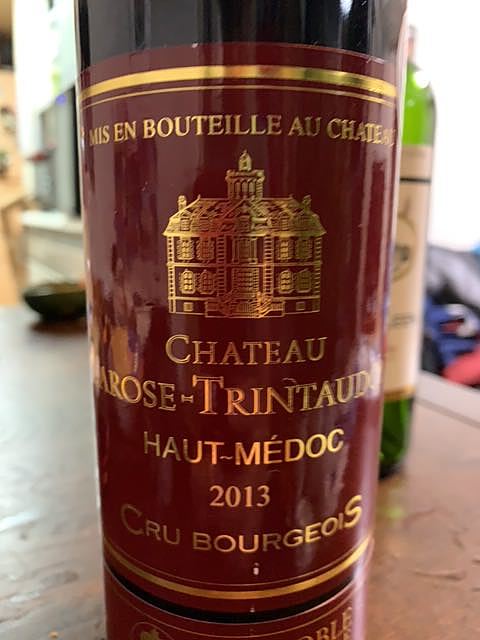 MIS EN BOUTEILLE AU CHATEAU
CHATEAU
LAROSE-TRINTAUDON
HAUT-MÉDOC
2013
CRU BOURGEOIS